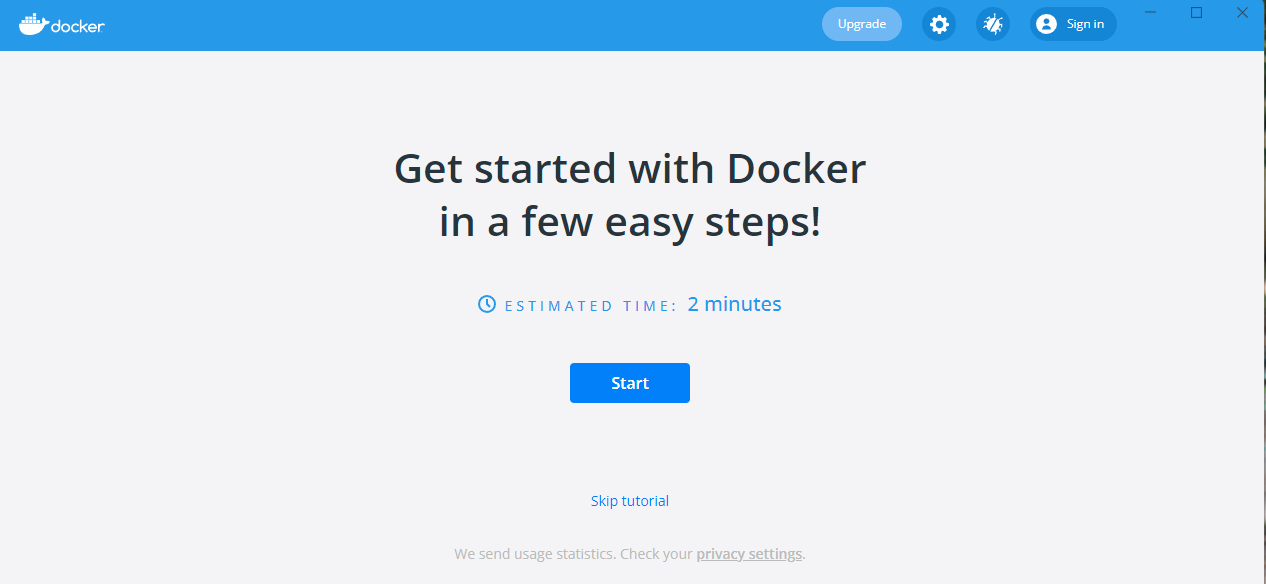 docker
Upgrade
Sign in
Get started with Docker
in a few easy steps!
ESTIMATED TIME: 2 minutes
Start
Skip tutorial
We send usage statistics. Check your privacy settings.